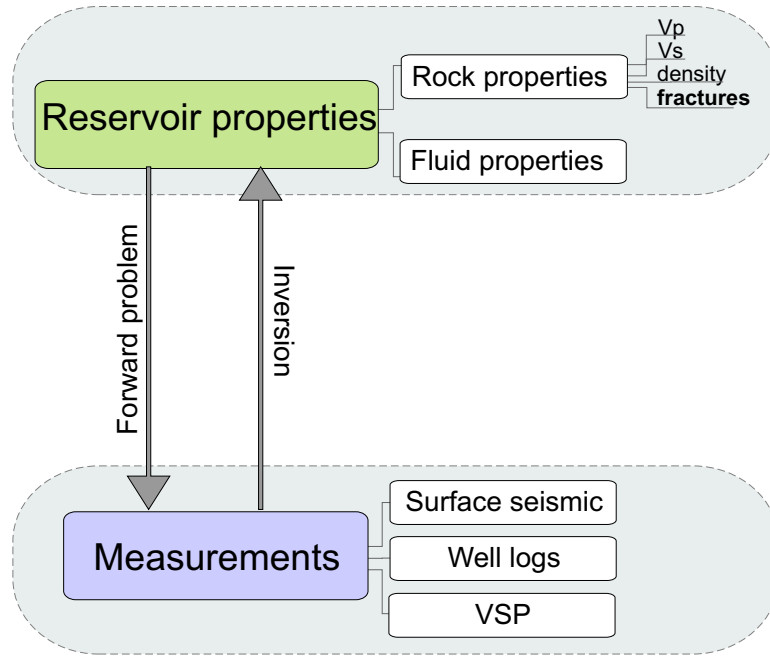 Reservoir properties
Rock properties
Vp
Vs
density
fractures
Fluid properties
Forward problem
Inversion
Measurements
Surface seismic
Well logs
VSP